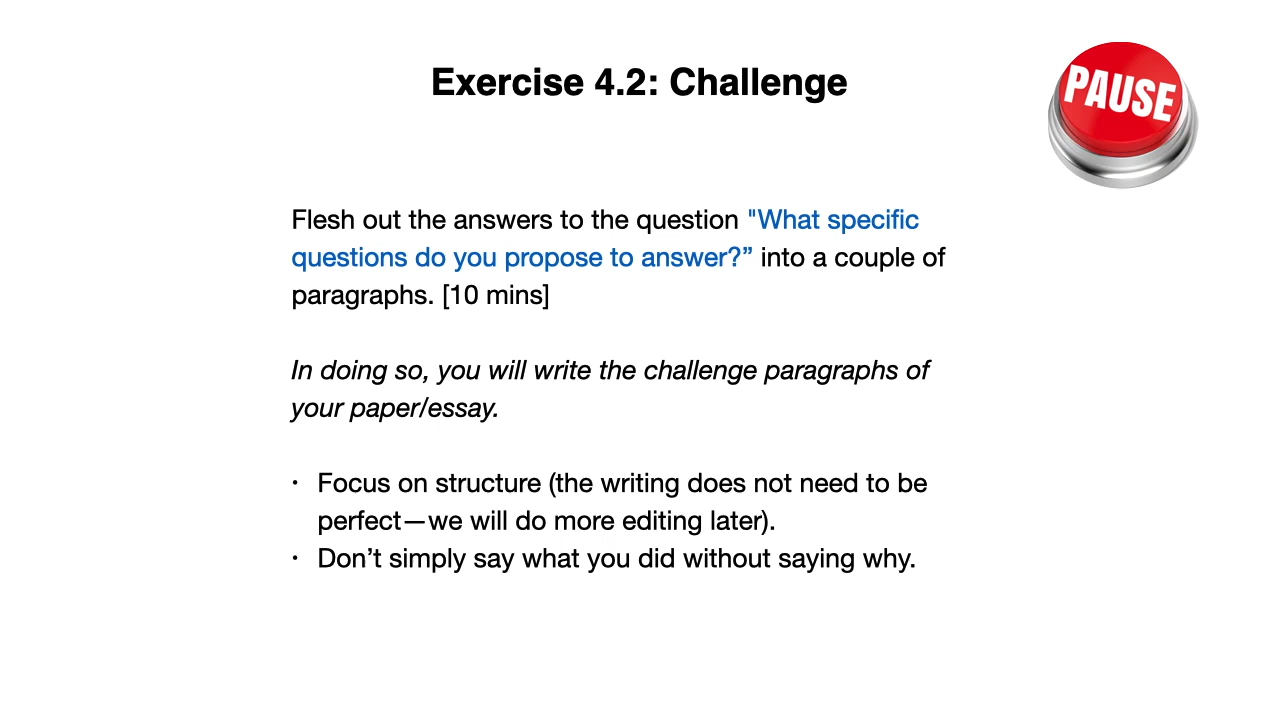 Exercise 4.2: Challenge
PAUSE
Flesh out the answers to the question "What specific
questions do you propose to answer?” into a couple of
paragraphs. [10 mins]
In doing so, you will write the challenge paragraphs of
your paper/essay.
· Focus on structure (the writing does not need to be
perfect—we will do more editing later).
· Don’t simply say what you did without saying why.